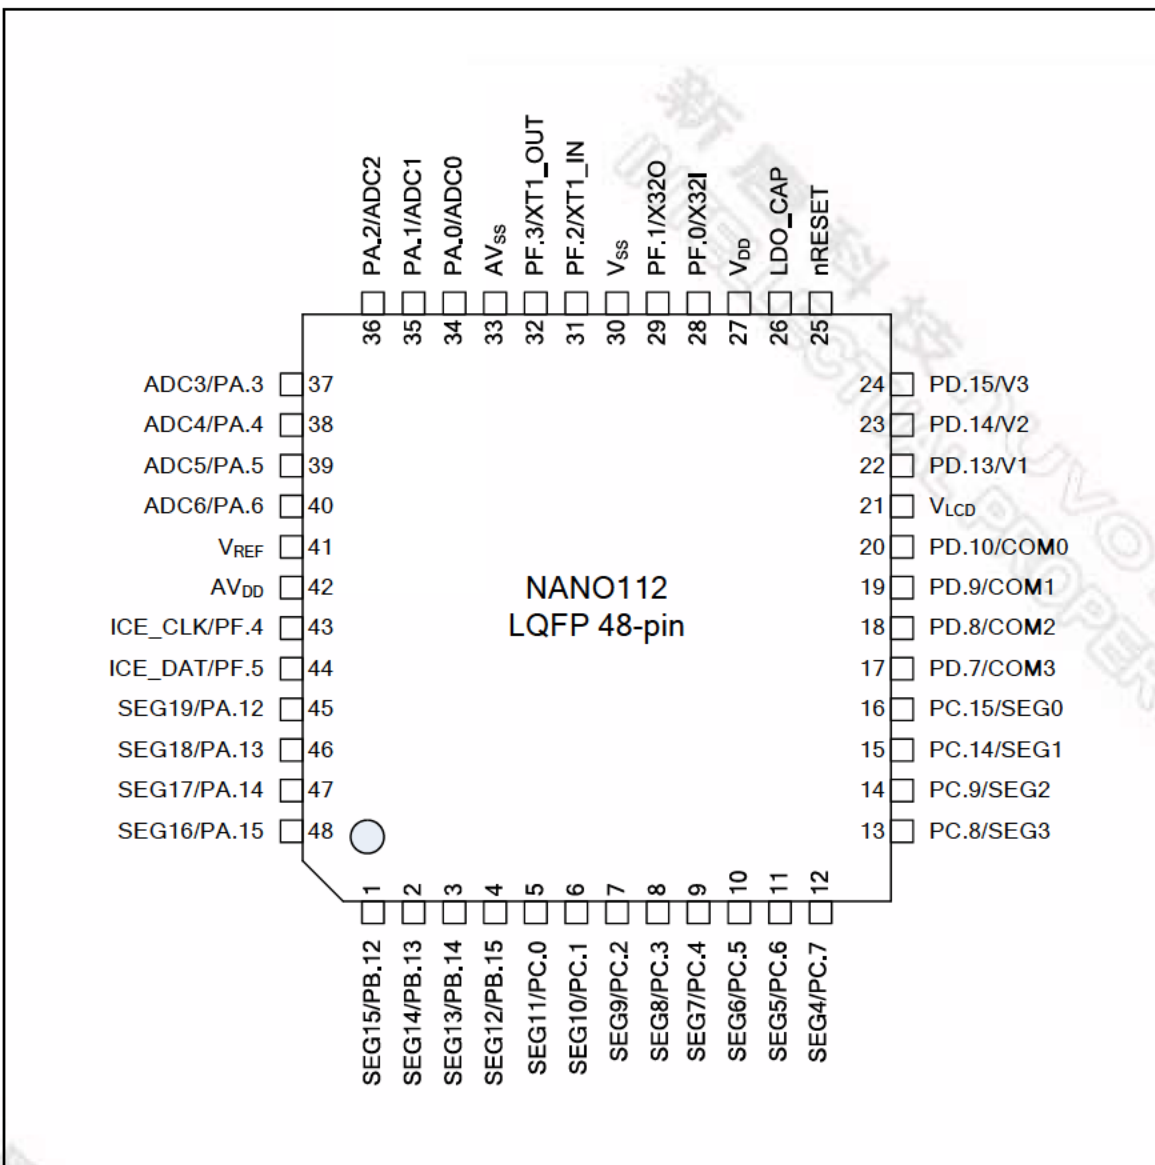 PA.2/ADC2
PA.1/ADC1
PA.0/ADC0
AVSS
PF.3/XT1_OUT
PF.2/XT1_IN
VSS
PF.1/X32O
PF.0/X32I
VDD
LDO_CAP
nRESET
36 35 34 33 32 31 30 29 28 27 26 25
ADC3/PA.3 37
ADC4/PA.4 38
ADC5/PA.5 39
ADC6/PA.6 40
VREF 41
AVDD 42
ICE_CLK/PF.4 43
ICE_DAT/PF.5 44
SEG19/PA.12 45
SEG18/PA.13 46
SEG17/PA.14 47
SEG16/PA.15 48
NANO112
LQFP 48-pin
24 PD.15/V3
23 PD.14/V2
22 PD.13/V1
21 VLCD
20 PD.10/COM0
19 PD.9/COM1
18 PD.8/COM2
17 PD.7/COM3
16 PC.15/SEG0
15 PC.14/SEG1
14 PC.9/SEG2
13 PC.8/SEG3
1 2 3 4 5 6 7 8 9 10 11 12
SEG15/PB.12
SEG14/PB.13
SEG13/PB.14
SEG12/PB.15
SEG11/PC.0
SEG10/PC.1
SEG9/PC.2
SEG8/PC.3
SEG7/PC.4
SEG6/PC.5
SEG5/PC.6
SEG4/PC.7